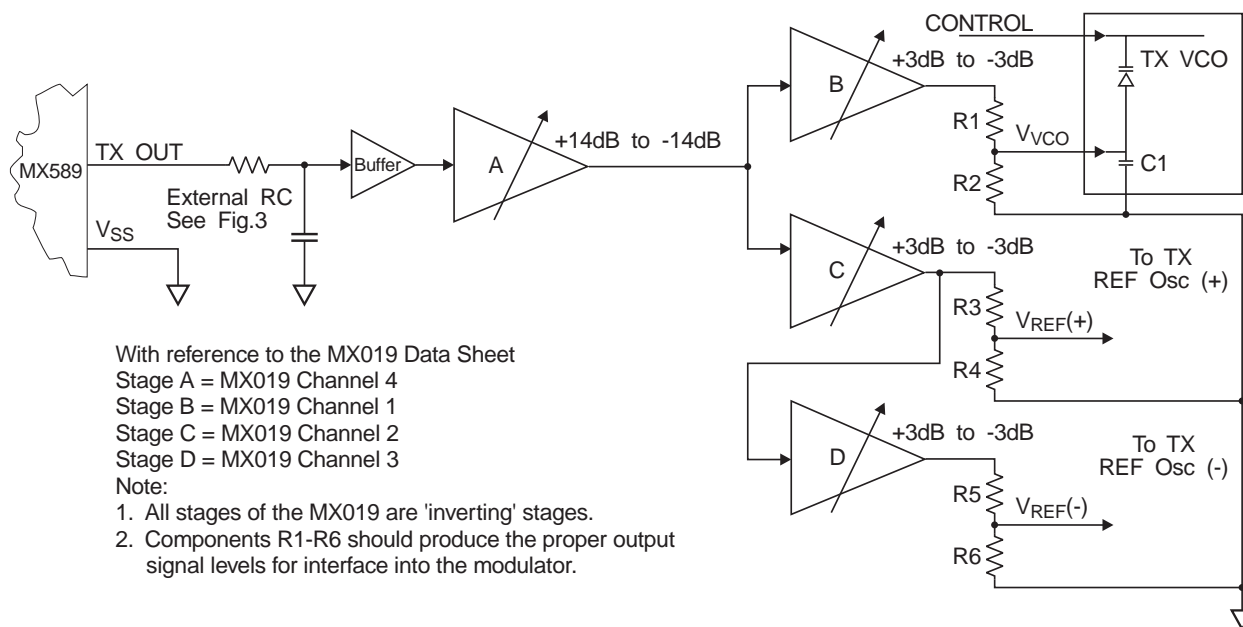 CONTROL
TX VCO
+3dB to -3dB
B
R1
V_VCO
C1
R2
MX589
TX OUT
External RC
See Fig.3
V_SS
Buffer
A
+14dB to -14dB
+3dB to -3dB
C
To TX
REF Osc (+)
R3
V_REF(+)
R4
+3dB to -3dB
D
To TX
REF Osc (-)
R5
V_REF(-)
R6
With reference to the MX019 Data Sheet
Stage A = MX019 Channel 4
Stage B = MX019 Channel 1
Stage C = MX019 Channel 2
Stage D = MX019 Channel 3
Note:
1. All stages of the MX019 are 'inverting' stages.
2. Components R1-R6 should produce the proper output
signal levels for interface into the modulator.